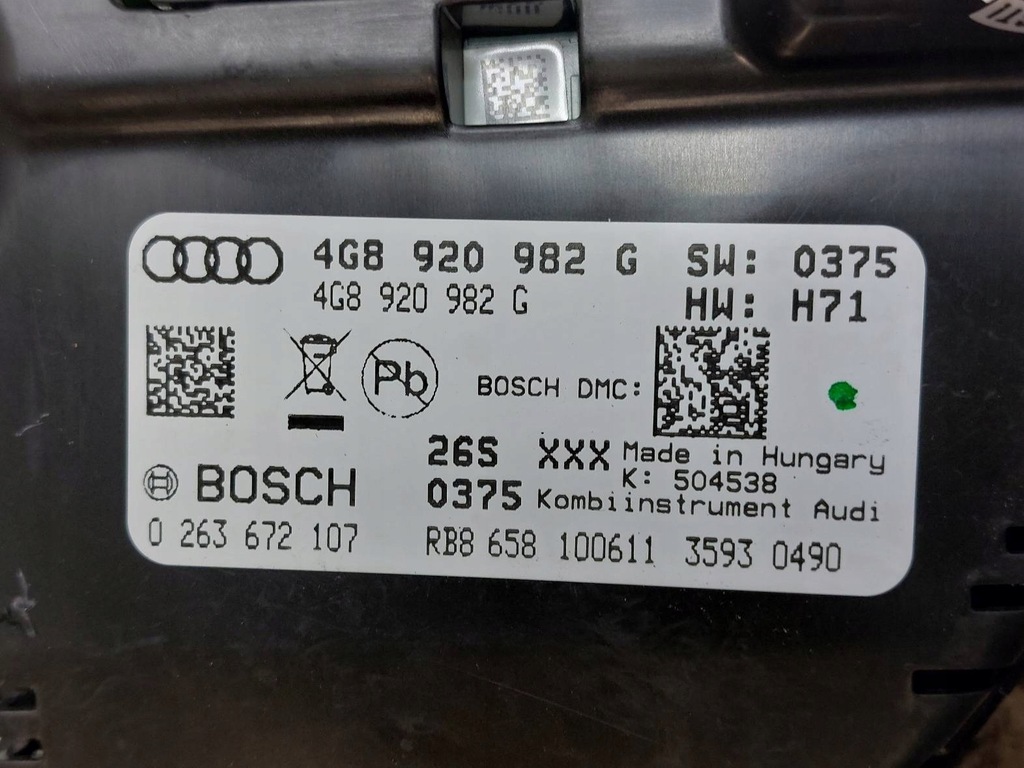 4G8 920 982 G SW: 0375
4G8 920 982 G HW: H71
Pb BOSCH DMC:
26S XXX Made in Hungary
K: 504538
BOSCH 0375 Kombiinstrument Audi
0 263 672 107 RB8 658 100611 3593 0490